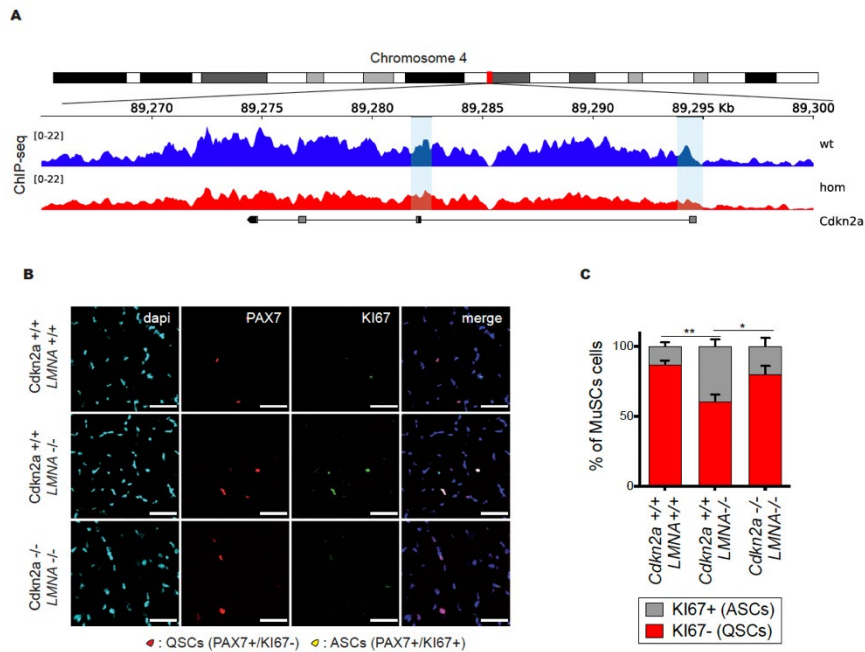 A
Chromosome 4
89,270 89,275 89,280 89,285 89,290 89,295 Kb 89,300
ChIP-seq
[0-22]
wt
[0-22]
hom
Cdkn2a
B
dapi PAX7 KI67 merge
Cdkn2a +/+
LMNA +/+
Cdkn2a +/+
LMNA -/-
Cdkn2a-/-
LMNA -/-
: QSCs (PAX7+/KI67-) : ASCs (PAX7+/KI67+)
C
** *
% of MuSCs cells
100
50
0
Cdkn2a +/+
LMNA+/+
Cdkn2a +/+
LMNA-/-
Cdkn2a -/-
LMNA-/-
KI67+ (ASCs)
KI67- (QSCs)